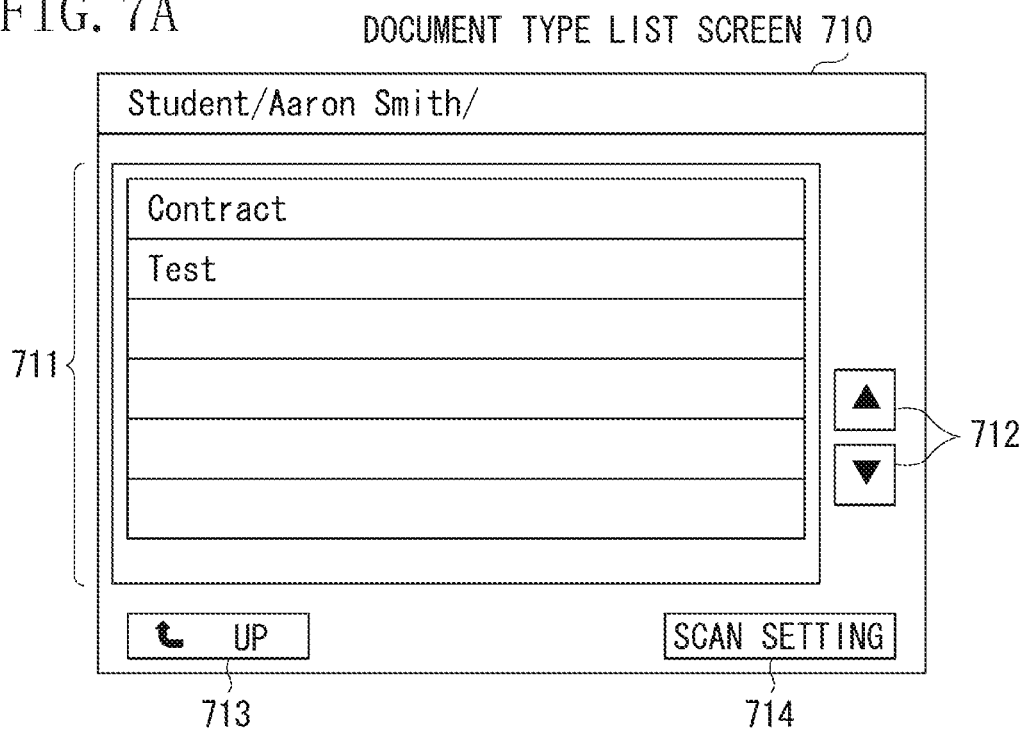 FIG. 7A
DOCUMENT TYPE LIST SCREEN 710
Student/Aaron Smith/
Contract
Test
711
712
UP
SCAN SETTING
713
714